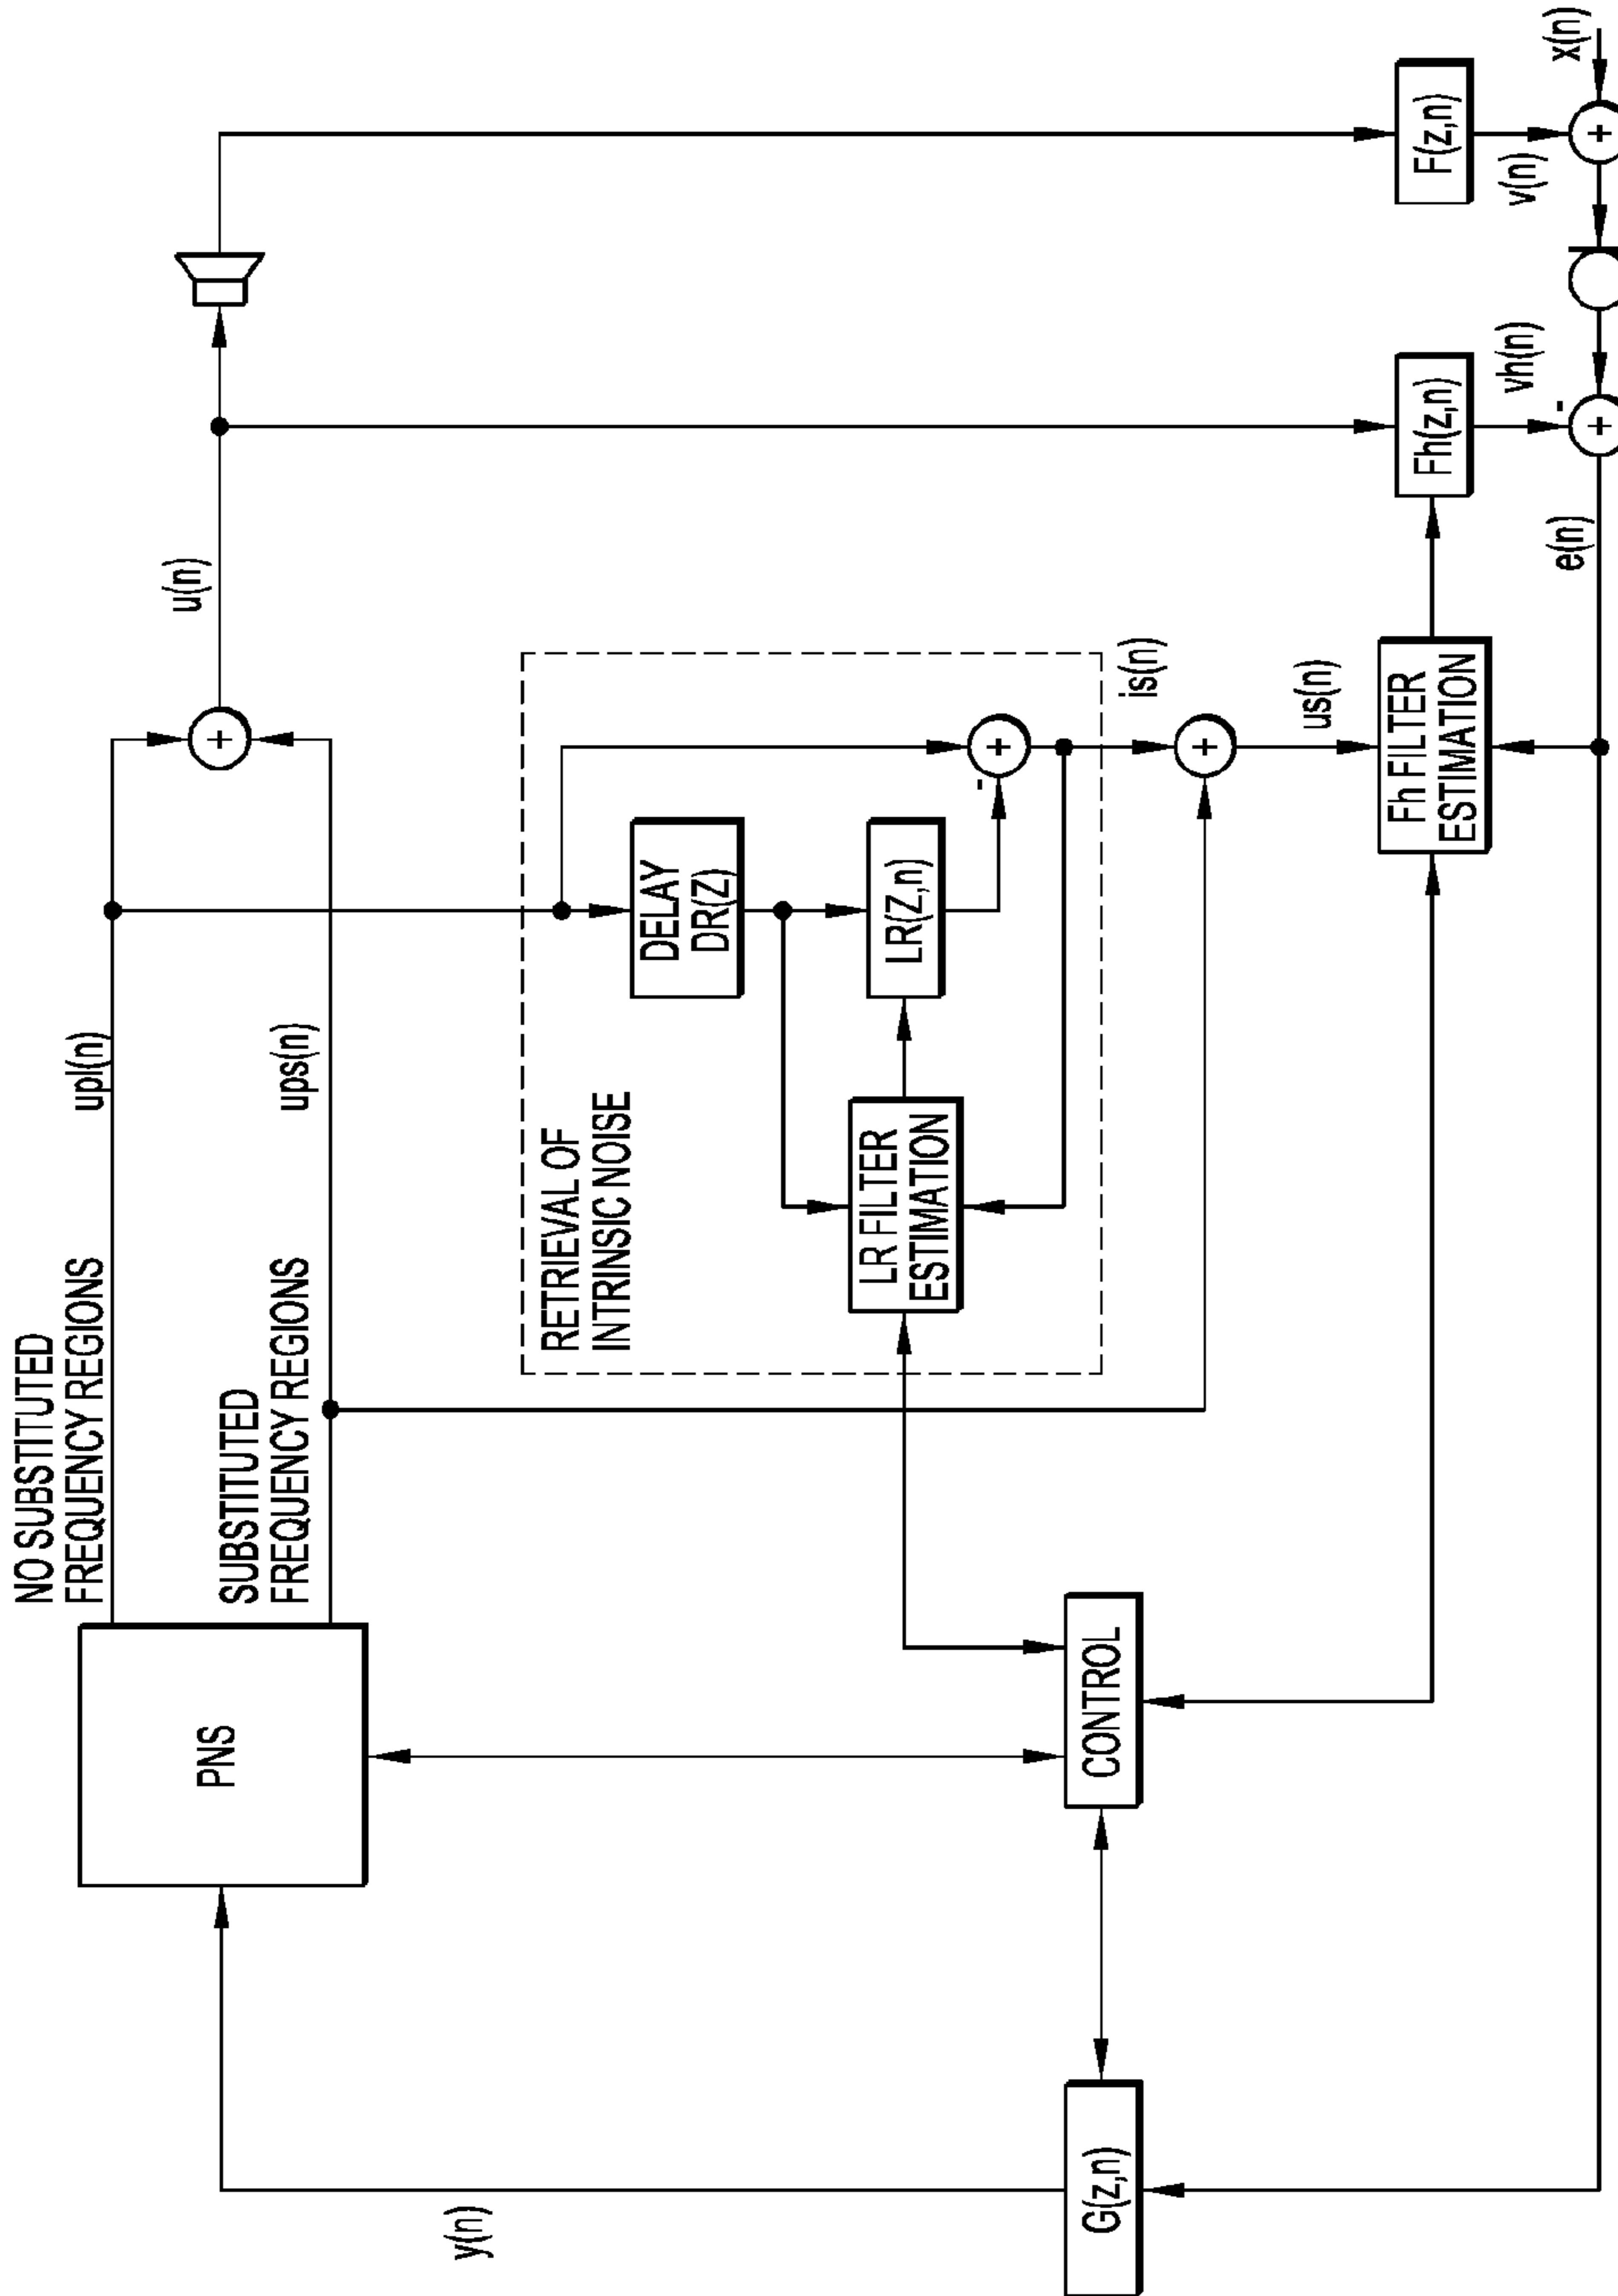 NO SUBSTITUTED
FREQUENCY REGIONS
upl(n)
SUBSTITUTED
FREQUENCY REGIONS
ups(n)
u(n)
PNS
y(n)
RETRIEVAL OF
INTRINSIC NOISE
DELAY
DR(Z)
LR FILTER
ESTIMATION
LR(Z,n)
-
+
+
+
is(n)
us(n)
CONTROL
G(z,n)
Fh FILTER
ESTIMATION
Fh(z,n)
F(z,n)
vh(n)
v(n)
x(n)
-
+
+
e(n)